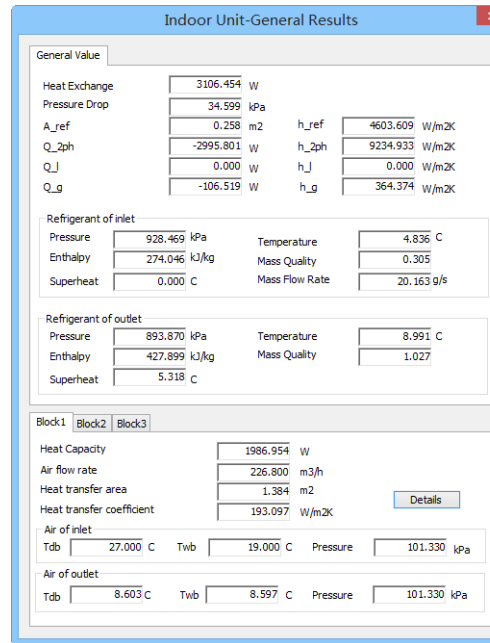 Indoor Unit-General Results
General Value
Heat Exchange 3106.454 W
Pressure Drop 34.599 kPa
A_ref 0.258 m2 h_ref 4603.609 W/m2K
Q_2ph -2995.801 W h_2ph 9234.933 W/m2K
Q_l 0.000 W h_l 0.000 W/m2K
Q_g -106.519 W h_g 364.374 W/m2K
Refrigerant of inlet
Pressure 928.469 kPa Temperature 4.836 C
Enthalpy 274.046 kJ/kg Mass Quality 0.305
Superheat 0.000 C Mass Flow Rate 20.163 g/s
Refrigerant of outlet
Pressure 893.870 kPa Temperature 8.991 C
Enthalpy 427.899 kJ/kg Mass Quality 1.027
Superheat 5.318 C
Block1 Block2 Block3
Heat Capacity 1986.954 W
Air flow rate 226.800 m3/h
Heat transfer area 1.384 m2
Details
Heat transfer coefficient 193.097 W/m2K
Air of inlet
Tdb 27.000 C Twb 19.000 C Pressure 101.330 kPa
Air of outlet
Tdb 8.603 C Twb 8.597 C Pressure 101.330 kPa